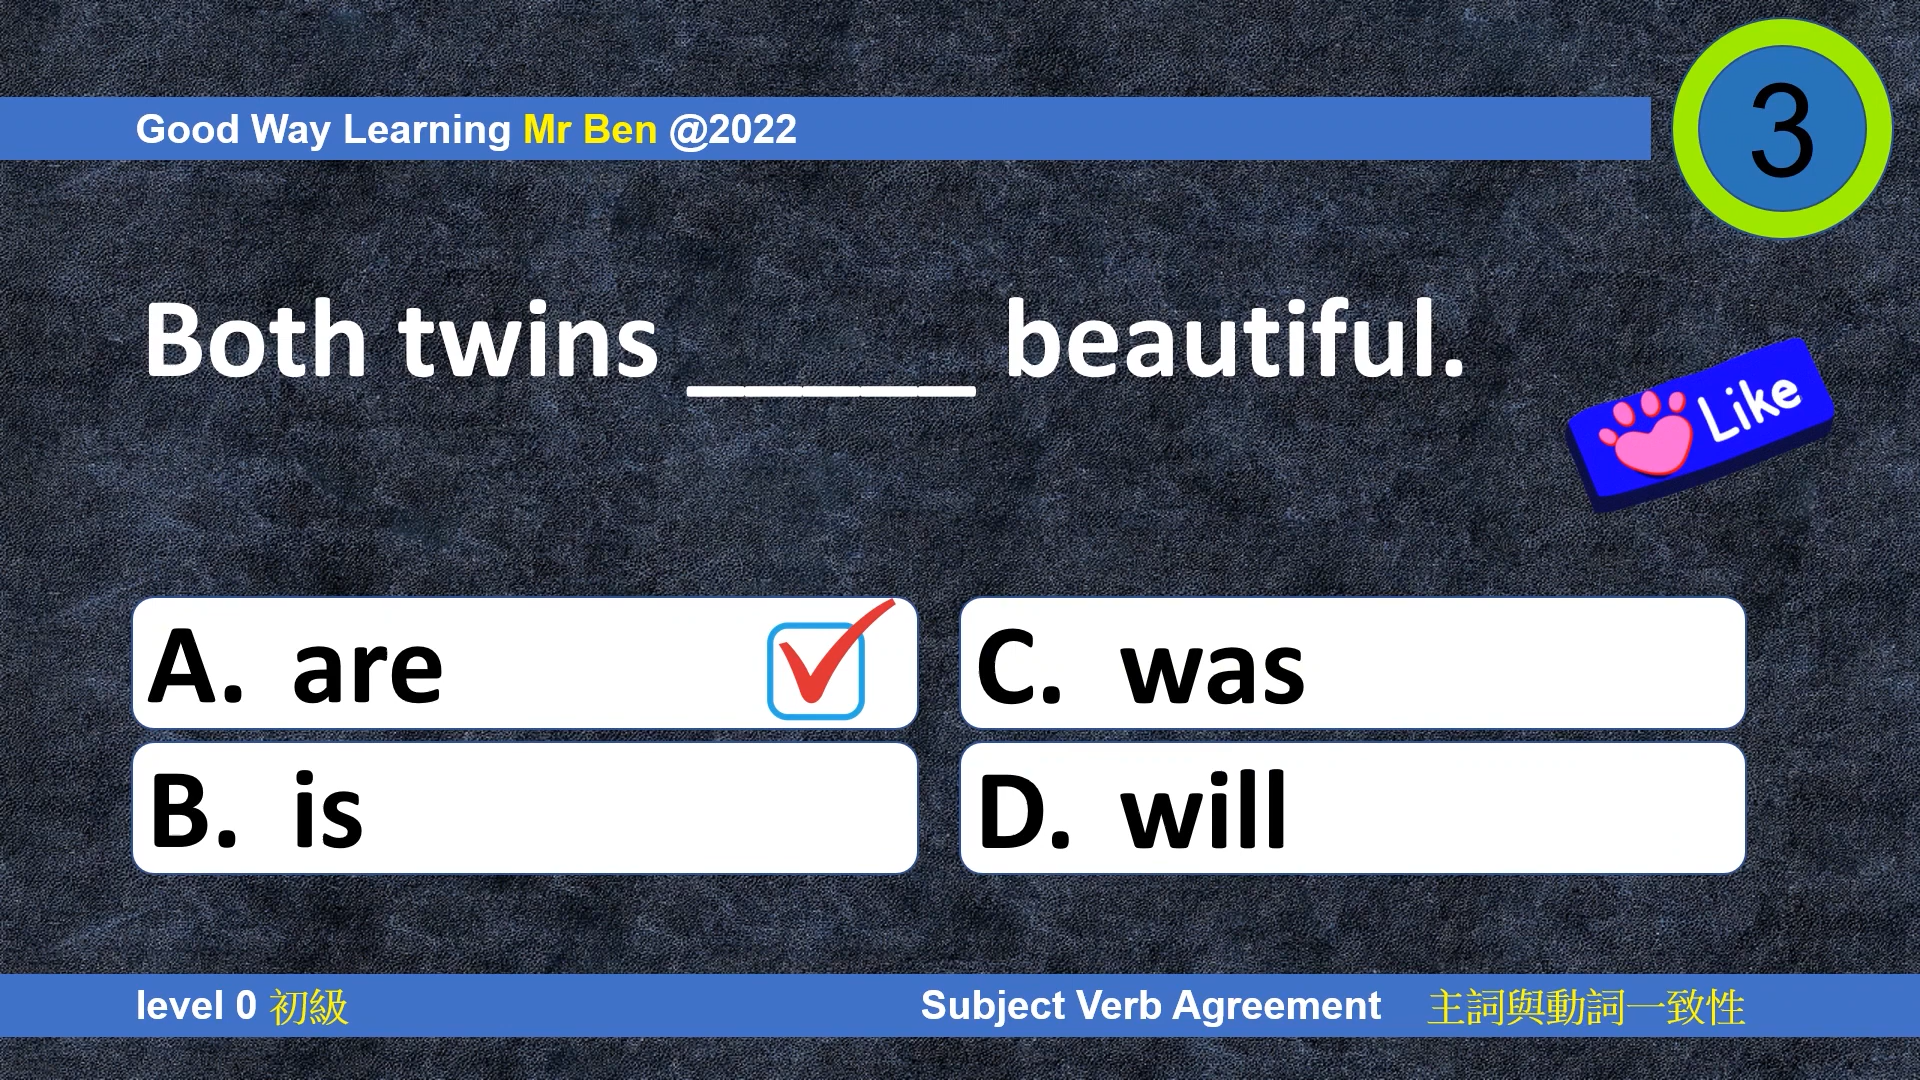 Good Way Learning Mr Ben @2022
3
Both twins _____ beautiful.
Like
A. are
B. is
C. was
D. will
level 0 初級
Subject Verb Agreement 主詞與動詞一致性